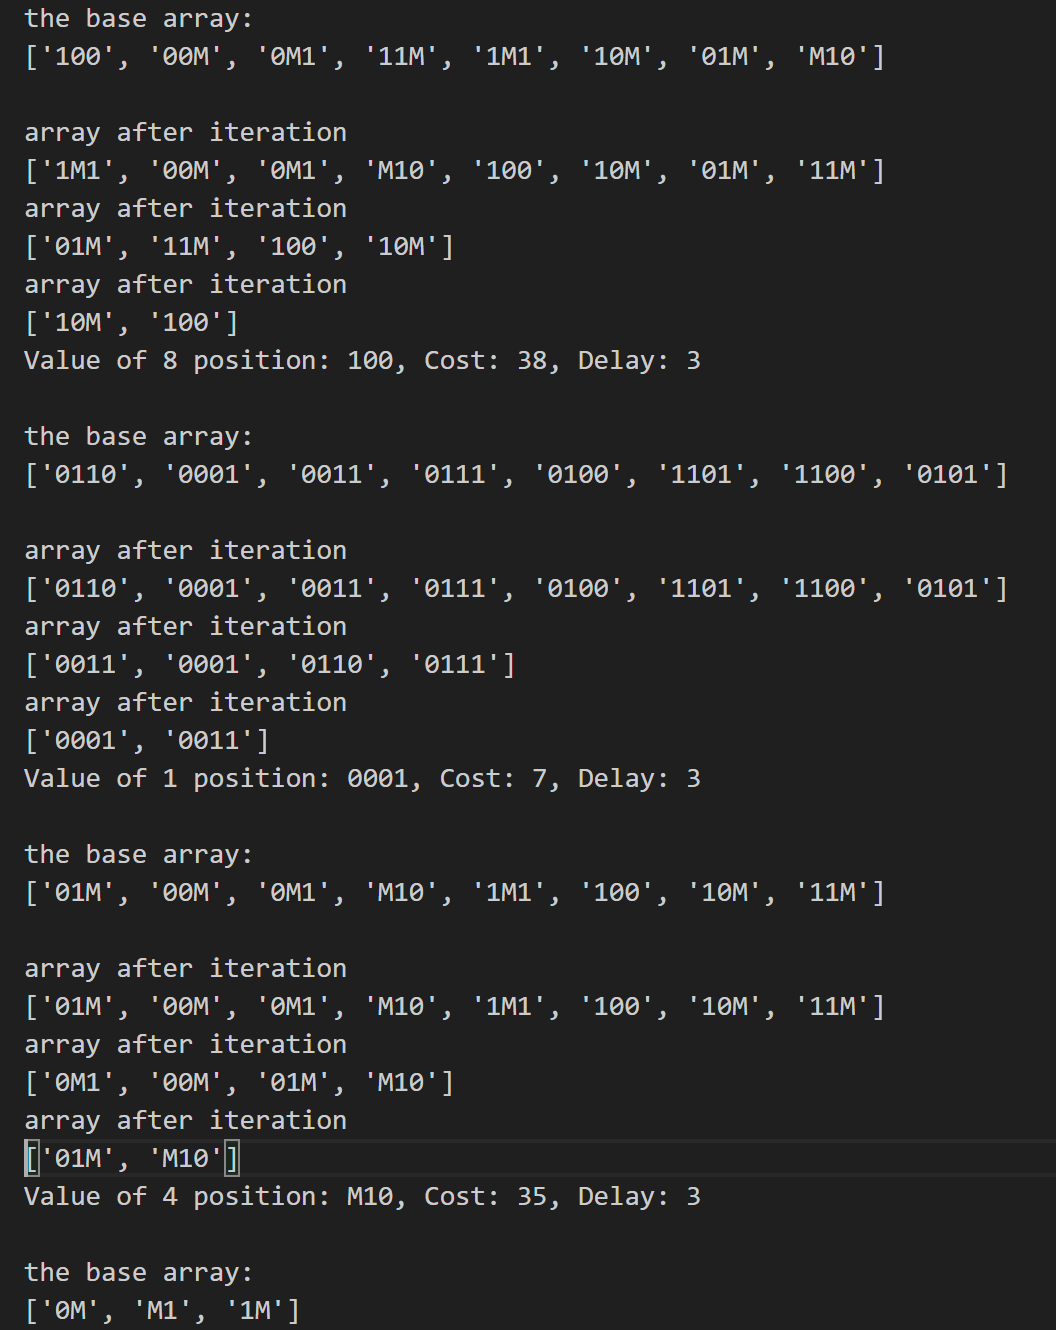 the base array:
['100', '00M', '0M1', '11M', '1M1', '10M', '01M', 'M10']
array after iteration
['1M1', '00M', '0M1', 'M10', '100', '10M', '01M', '11M']
array after iteration
['01M', '11M', '100', '10M']
array after iteration
['10M', '100']
Value of 8 position: 100, Cost: 38, Delay: 3
the base array:
['0110', '0001', '0011', '0111', '0100', '1101', '1100', '0101']
array after iteration
['0110', '0001', '0011', '0111', '0100', '1101', '1100', '0101']
array after iteration
['0011', '0001', '0110', '0111']
array after iteration
['0001', '0011']
Value of 1 position: 0001, Cost: 7, Delay: 3
the base array:
['01M', '00M', '0M1', 'M10', '1M1', '100', '10M', '11M']
array after iteration
['01M', '00M', '0M1', 'M10', '1M1', '100', '10M', '11M']
array after iteration
['0M1', '00M', '01M', 'M10']
array after iteration
['01M', 'M10']
Value of 4 position: M10, Cost: 35, Delay: 3
the base array:
['0M', 'M1', '1M']